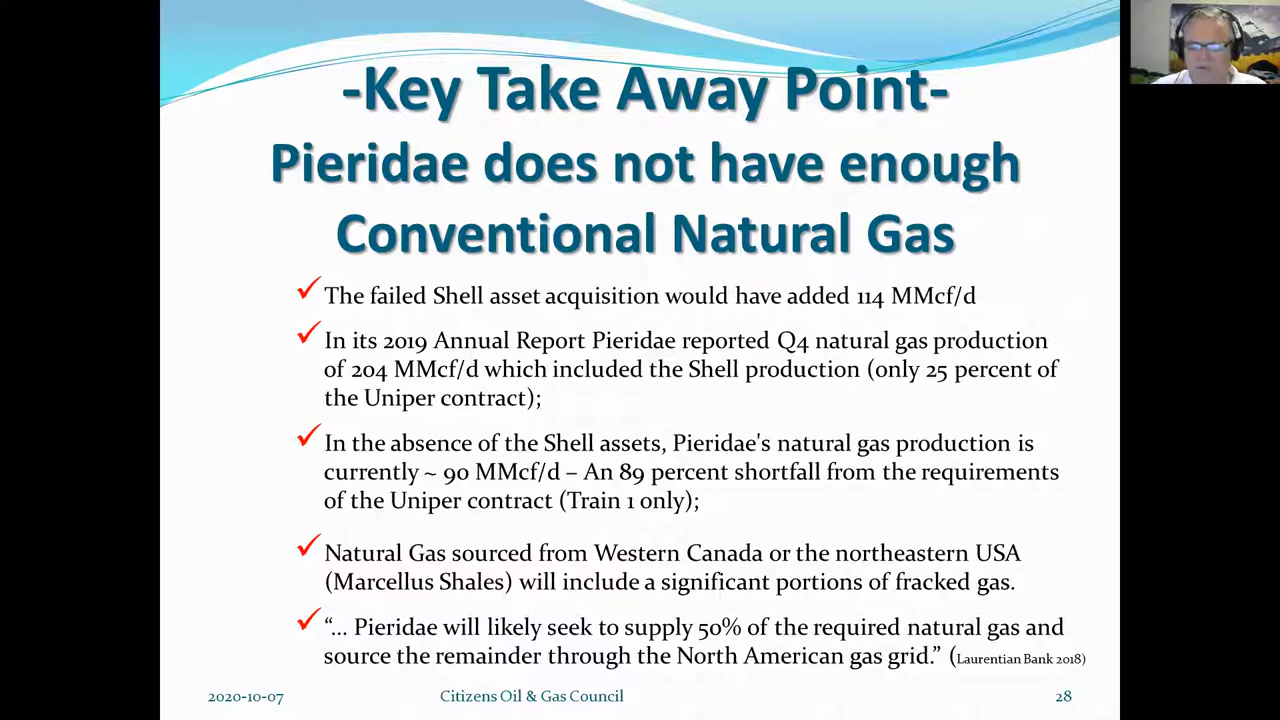 -Key Take Away Point-
Pieridae does not have enough
Conventional Natural Gas
The failed Shell asset acquisition would have added 114 MMcf/d
In its 2019 Annual Report Pieridae reported Q4 natural gas production
of 204 MMcf/d which included the Shell production (only 25 percent of
the Uniper contract);
In the absence of the Shell assets, Pieridae's natural gas production is
currently ~ 90 MMcf/d – An 89 percent shortfall from the requirements
of the Uniper contract (Train 1 only);
Natural Gas sourced from Western Canada or the northeastern USA
(Marcellus Shales) will include a significant portions of fracked gas.
“... Pieridae will likely seek to supply 50% of the required natural gas and
source the remainder through the North American gas grid.” (Laurentian Bank 2018)
2020-10-07 Citizens Oil & Gas Council 28